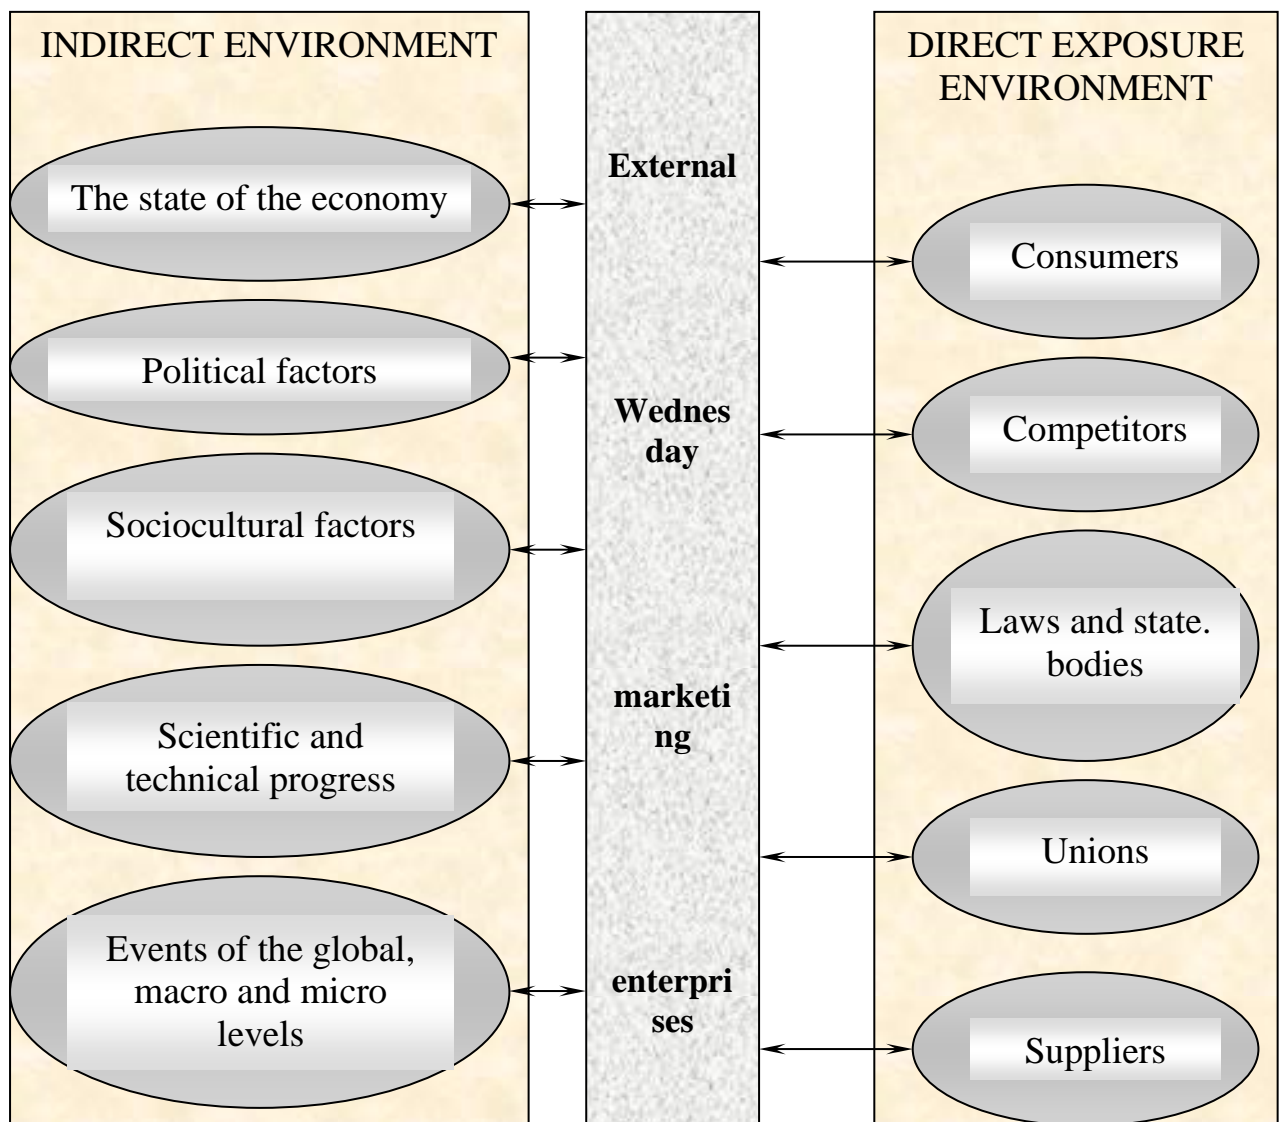 INDIRECT ENVIRONMENT
The state of the economy
Political factors
Sociocultural factors
Scientific and
technical progress
Events of the global,
macro and micro
levels
External
Wednes
day
marketi
ng
enterpri
ses
DIRECT EXPOSURE
ENVIRONMENT
Consumers
Competitors
Laws and state.
bodies
Unions
Suppliers